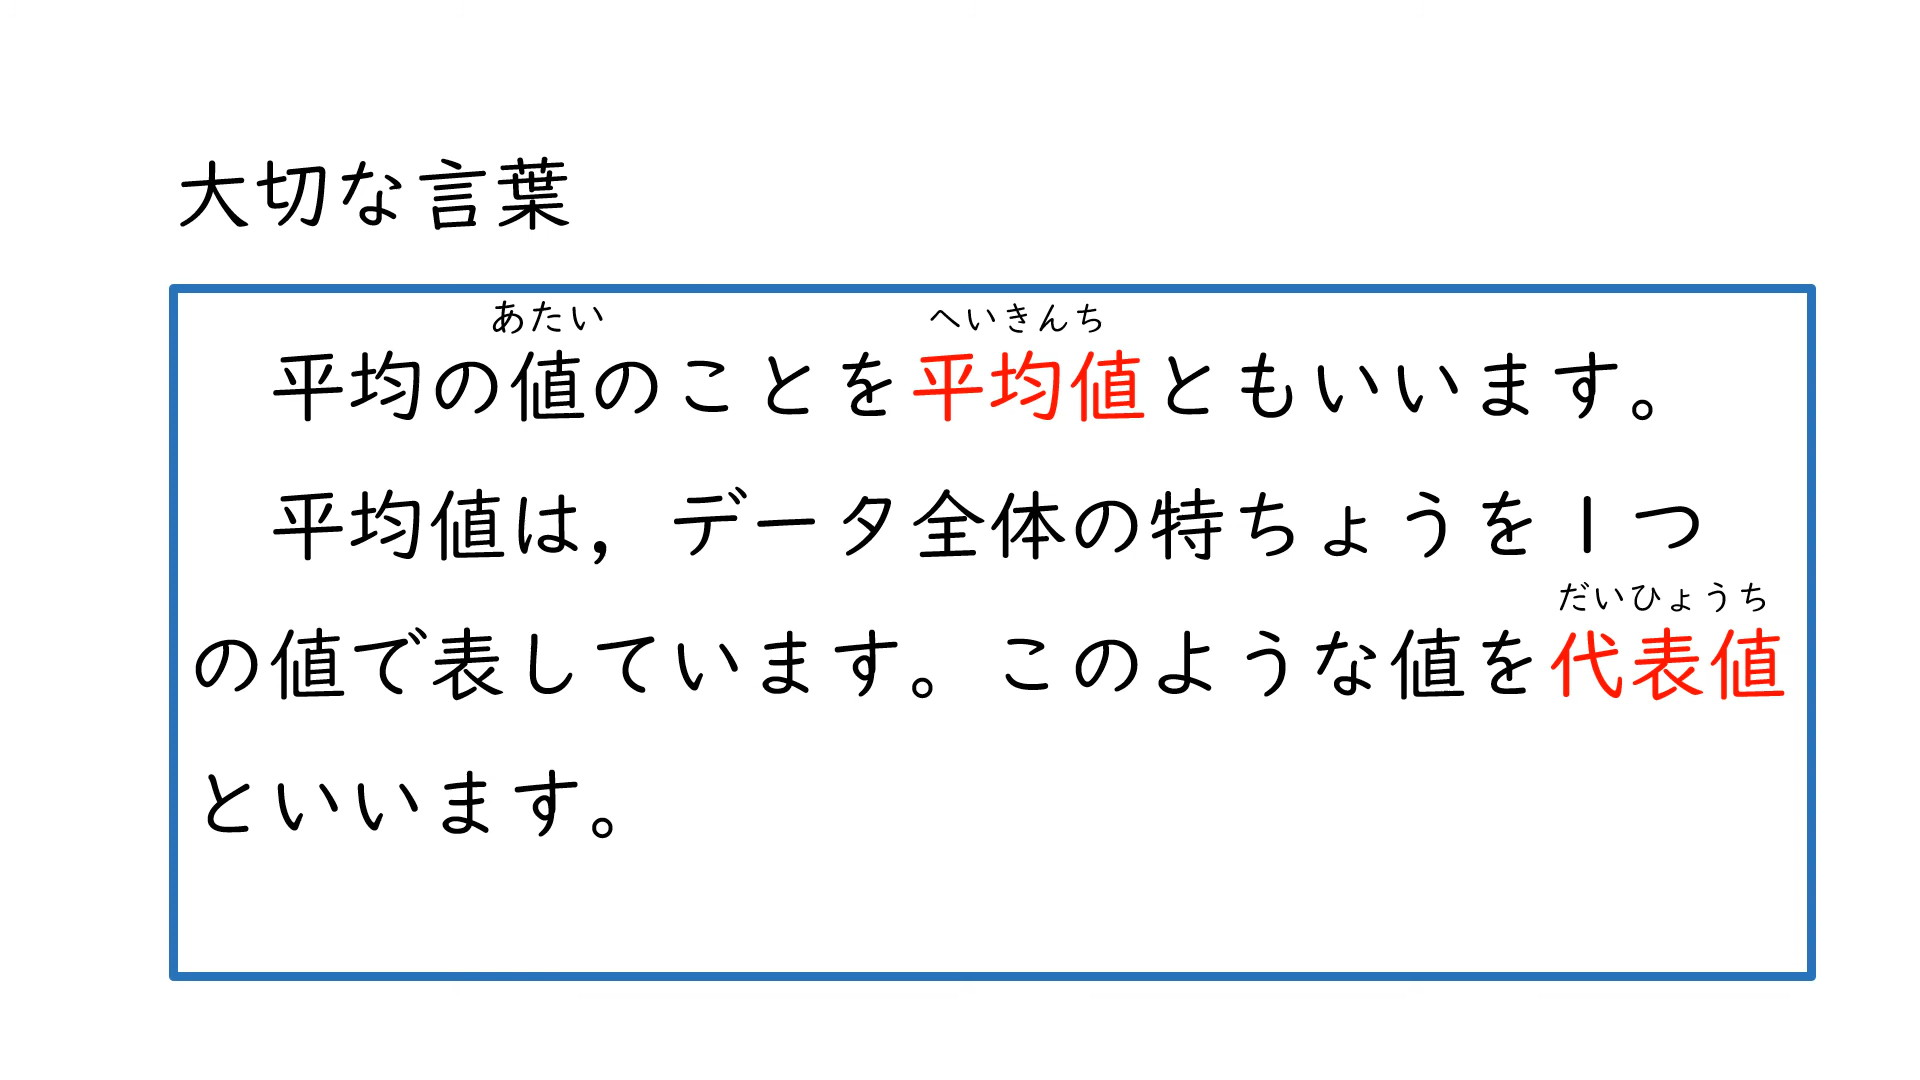 大切な言葉
あたい へいきんち
平均の値のことを平均値ともいいます。
平均値は，データ全体の特ちょうを１つ
だいひょうち
の値で表しています。このような値を代表値
といいます。